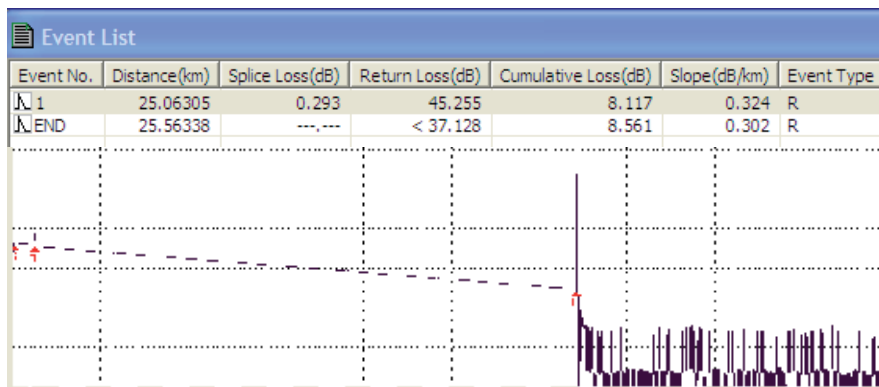 Event List
Event No. Distance(km) Splice Loss(dB) Return Loss(dB) Cumulative Loss(dB) Slope(dB/km) Event Type
1 25.06305 0.293 45.255 8.117 0.324 R
END 25.56338 ---.--- < 37.128 8.561 0.302 R